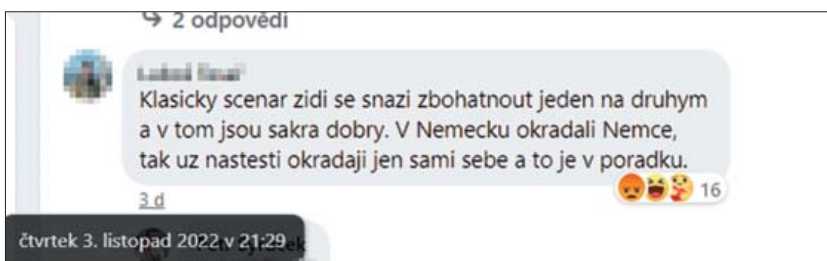 2 odpovědi
Klasicky scenar zidi se snazi zbohatnout jeden na druhym
a v tom jsou sakra dobry. V Nemecku okradali Nemce,
tak uz nastesti okradaji jen sami sebe a to je v poradku.
16
3 d
čtvrtek 3. listopad 2022 v 21:29